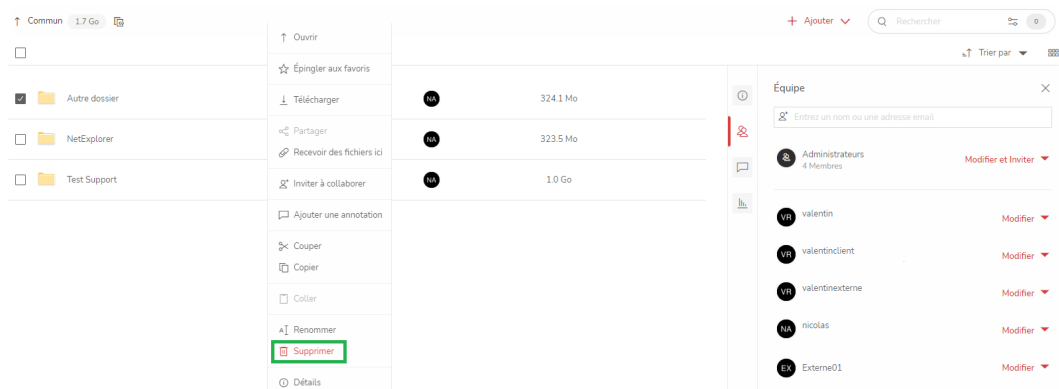 Commun 1.7 Go
Ajouter
Rechercher
0
Trier par
Ouvrir
Épingler aux favoris
Télécharger
Partager
Recevoir des fichiers ici
Inviter à collaborer
Ajouter une annotation
Couper
Copier
Coller
Renommer
Supprimer
Détails
Autre dossier NA 324.1 Mo
NetExplorer NA 323.5 Mo
Test Support NA 1.0 Go
Équipe
Entrez un nom ou une adresse email
Administrateurs
4 Membres
Modifier et Inviter
VR valentin Modifier
VR valentinclient Modifier
VR valentinexterne Modifier
NA nicolas Modifier
EX Externe01 Modifier